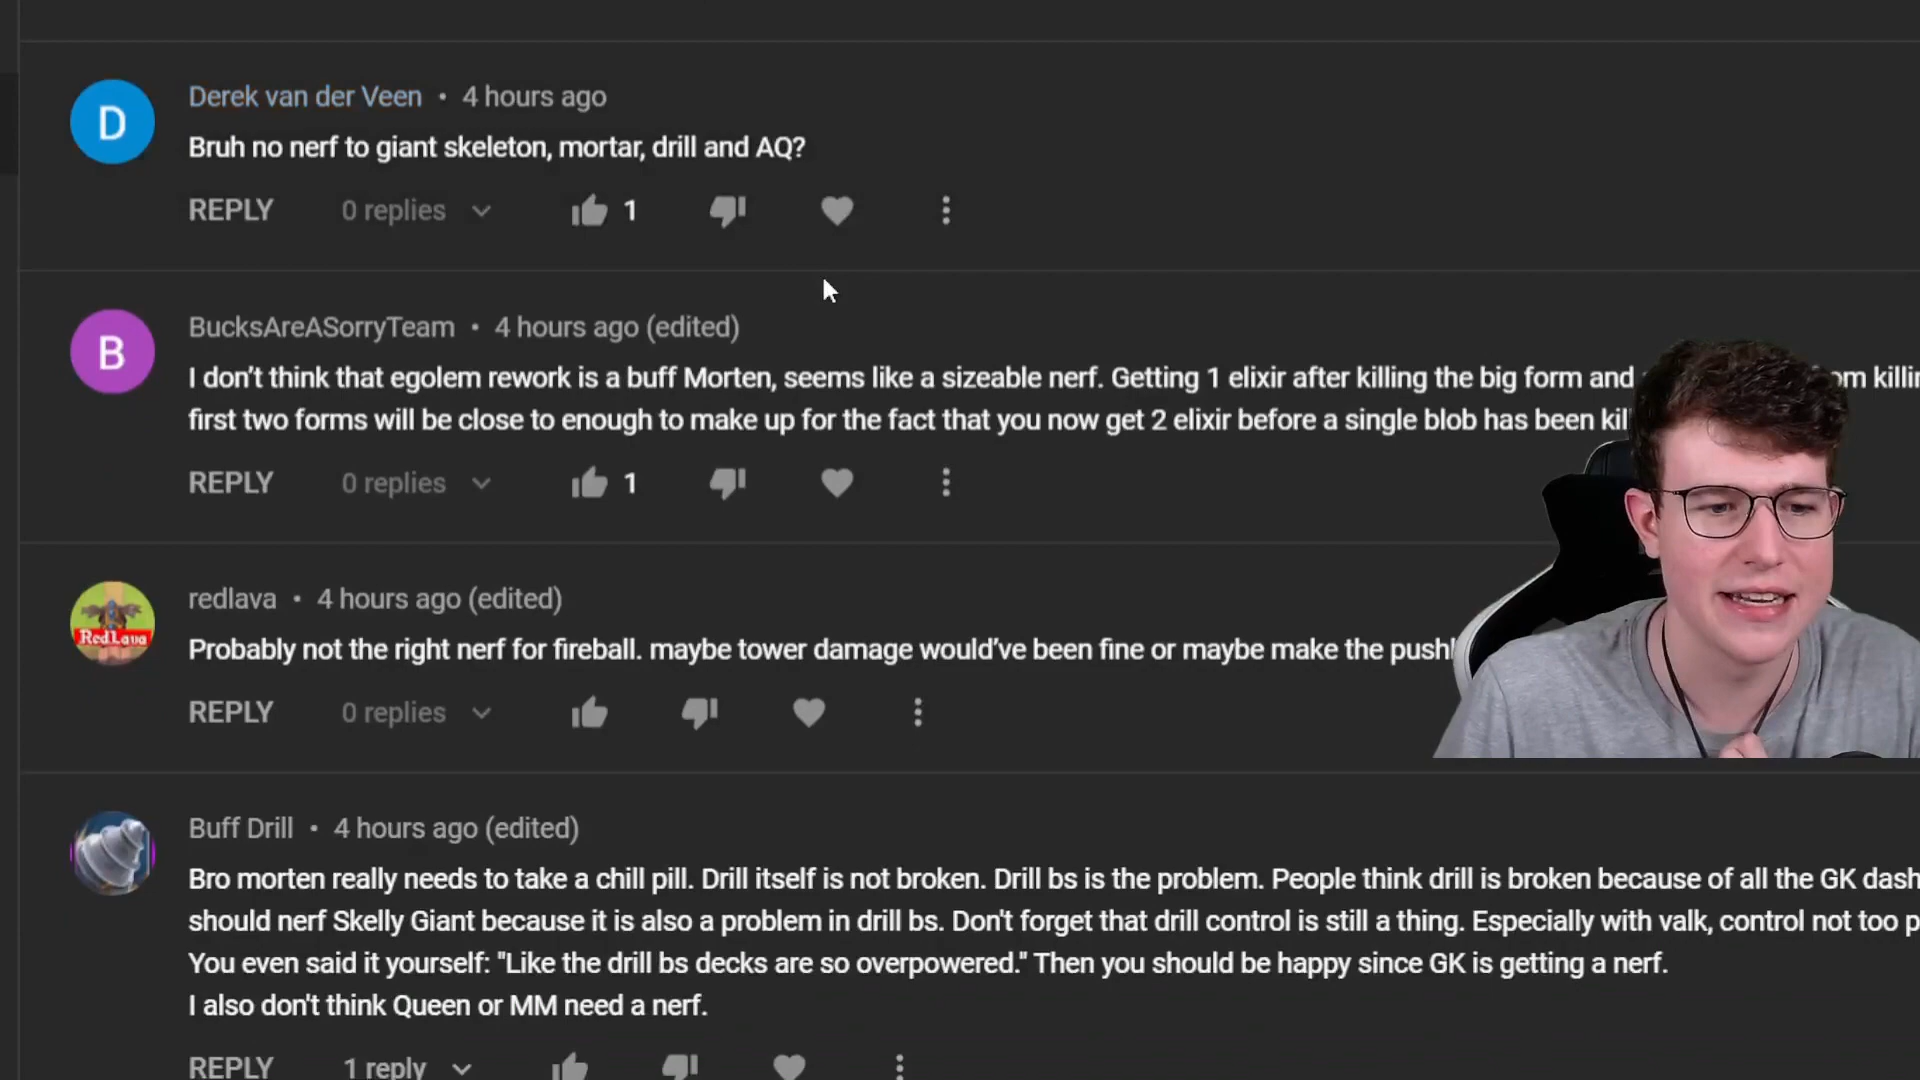 D
Derek van der Veen • 4 hours ago
Bruh no nerf to giant skeleton, mortar, drill and AQ?
REPLY 0 replies 1
B
BucksAreASorryTeam • 4 hours ago (edited)
I don't think that egolem rework is a buff Morten, seems like a sizeable nerf. Getting 1 elixir after killing the big form and
first two forms will be close to enough to make up for the fact that you now get 2 elixir before a single blob has been
REPLY 0 replies 1
RedLava
redlava • 4 hours ago (edited)
Probably not the right nerf for fireball. maybe tower damage would've been fine or maybe make the
REPLY 0 replies
Buff Drill • 4 hours ago (edited)
Bro morten really needs to take a chill pill. Drill itself is not broken. Drill bs is the problem. People think drill is broken because of all the GK dash
should nerf Skelly Giant because it is also a problem in drill bs. Don't forget that drill control is still a thing. Especially with valk, control not too
You even said it yourself: "Like the drill bs decks are so overpowered." Then you should be happy since GK is getting a nerf.
I also don't think Queen or MM need a nerf.
REPLY 1 reply